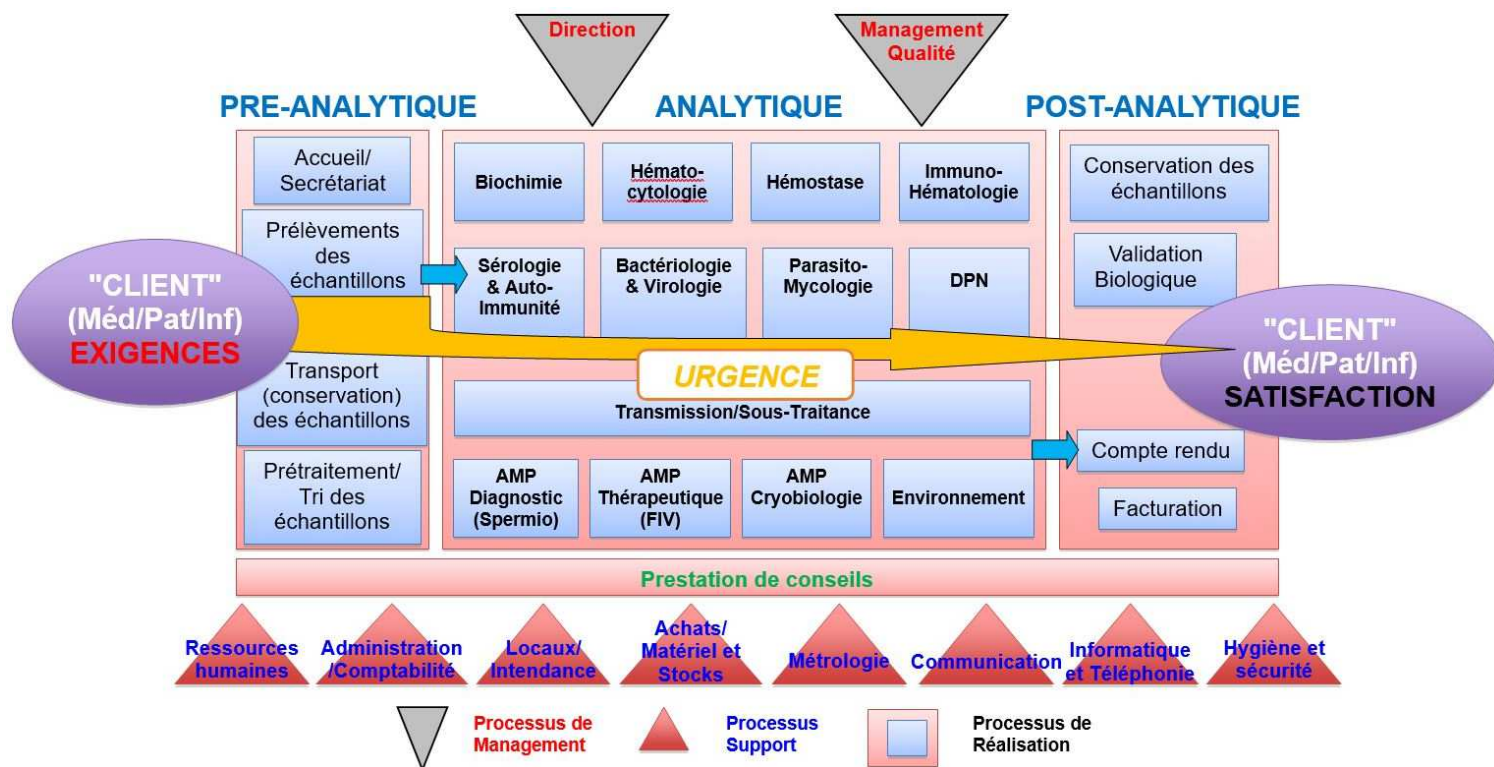 Direction
Management
Qualité
PRE-ANALYTIQUE
ANALYTIQUE
POST-ANALYTIQUE
Accueil/
Secrétariat
Prélèvements
des
échantillons
Transport
(conservation)
des échantillons
Prétraitement/
Tri des
échantillons
"CLIENT"
(Méd/Pat/Inf)
EXIGENCES
Biochimie
Hémato-
cytologie
Hémostase
Immuno-
Hématologie
Sérologie
& Auto-
Immunité
Bactériologie
& Virologie
Parasito-
Mycologie
DPN
URGENCE
Transmission/Sous-Traitance
AMP
Diagnostic
(Spermio)
AMP
Thérapeutique
(FIV)
AMP
Cryobiologie
Environnement
Conservation des
échantillons
Validation
Biologique
"CLIENT"
(Méd/Pat/Inf)
SATISFACTION
Compte rendu
Facturation
Prestation de conseils
Ressources
humaines
Administration
/Comptabilité
Locaux/
Intendance
Achats/
Matériel et
Stocks
Métrologie
Communication
Informatique
et Téléphonie
Hygiène et
sécurité
Processus de
Management
Processus
Support
Processus de
Réalisation